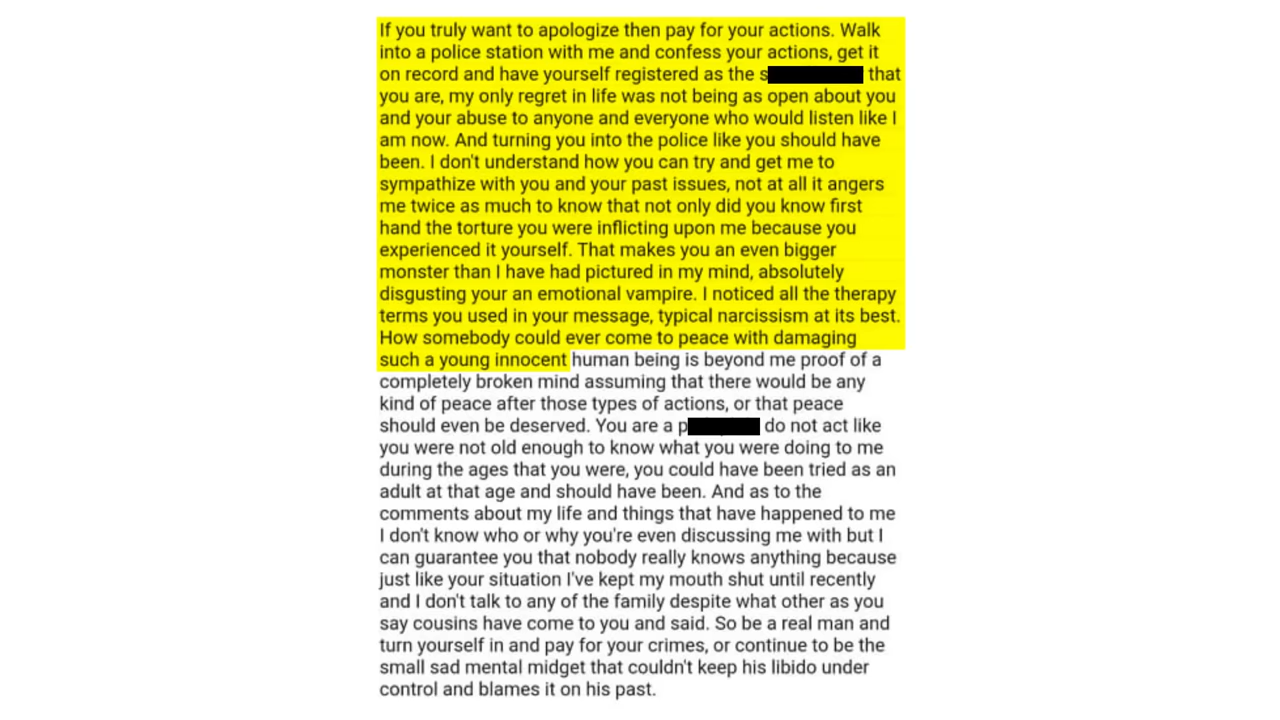 If you truly want to apologize then pay for your actions. Walk
into a police station with me and confess your actions, get it
on record and have yourself registered as the s that
you are, my only regret in life was not being as open about you
and your abuse to anyone and everyone who would listen like I
am now. And turning you into the police like you should have
been. I don't understand how you can try and get me to
sympathize with you and your past issues, not at all it angers
me twice as much to know that not only did you know first
hand the torture you were inflicting upon me because you
experienced it yourself. That makes you an even bigger
monster than I have had pictured in my mind, absolutely
disgusting your an emotional vampire. I noticed all the therapy
terms you used in your message, typical narcissism at its best.
How somebody could ever come to peace with damaging
such a young innocent human being is beyond me proof of a
completely broken mind assuming that there would be any
kind of peace after those types of actions, or that peace
should even be deserved. You are a p do not act like
you were not old enough to know what you were doing to me
during the ages that you were, you could have been tried as an
adult at that age and should have been. And as to the
comments about my life and things that have happened to me
I don't know who or why you're even discussing me with but I
can guarantee you that nobody really knows anything because
just like your situation I've kept my mouth shut until recently
and I don't talk to any of the family despite what other as you
say cousins have come to you and said. So be a real man and
turn yourself in and pay for your crimes, or continue to be the
small sad mental midget that couldn't keep his libido under
control and blames it on his past.